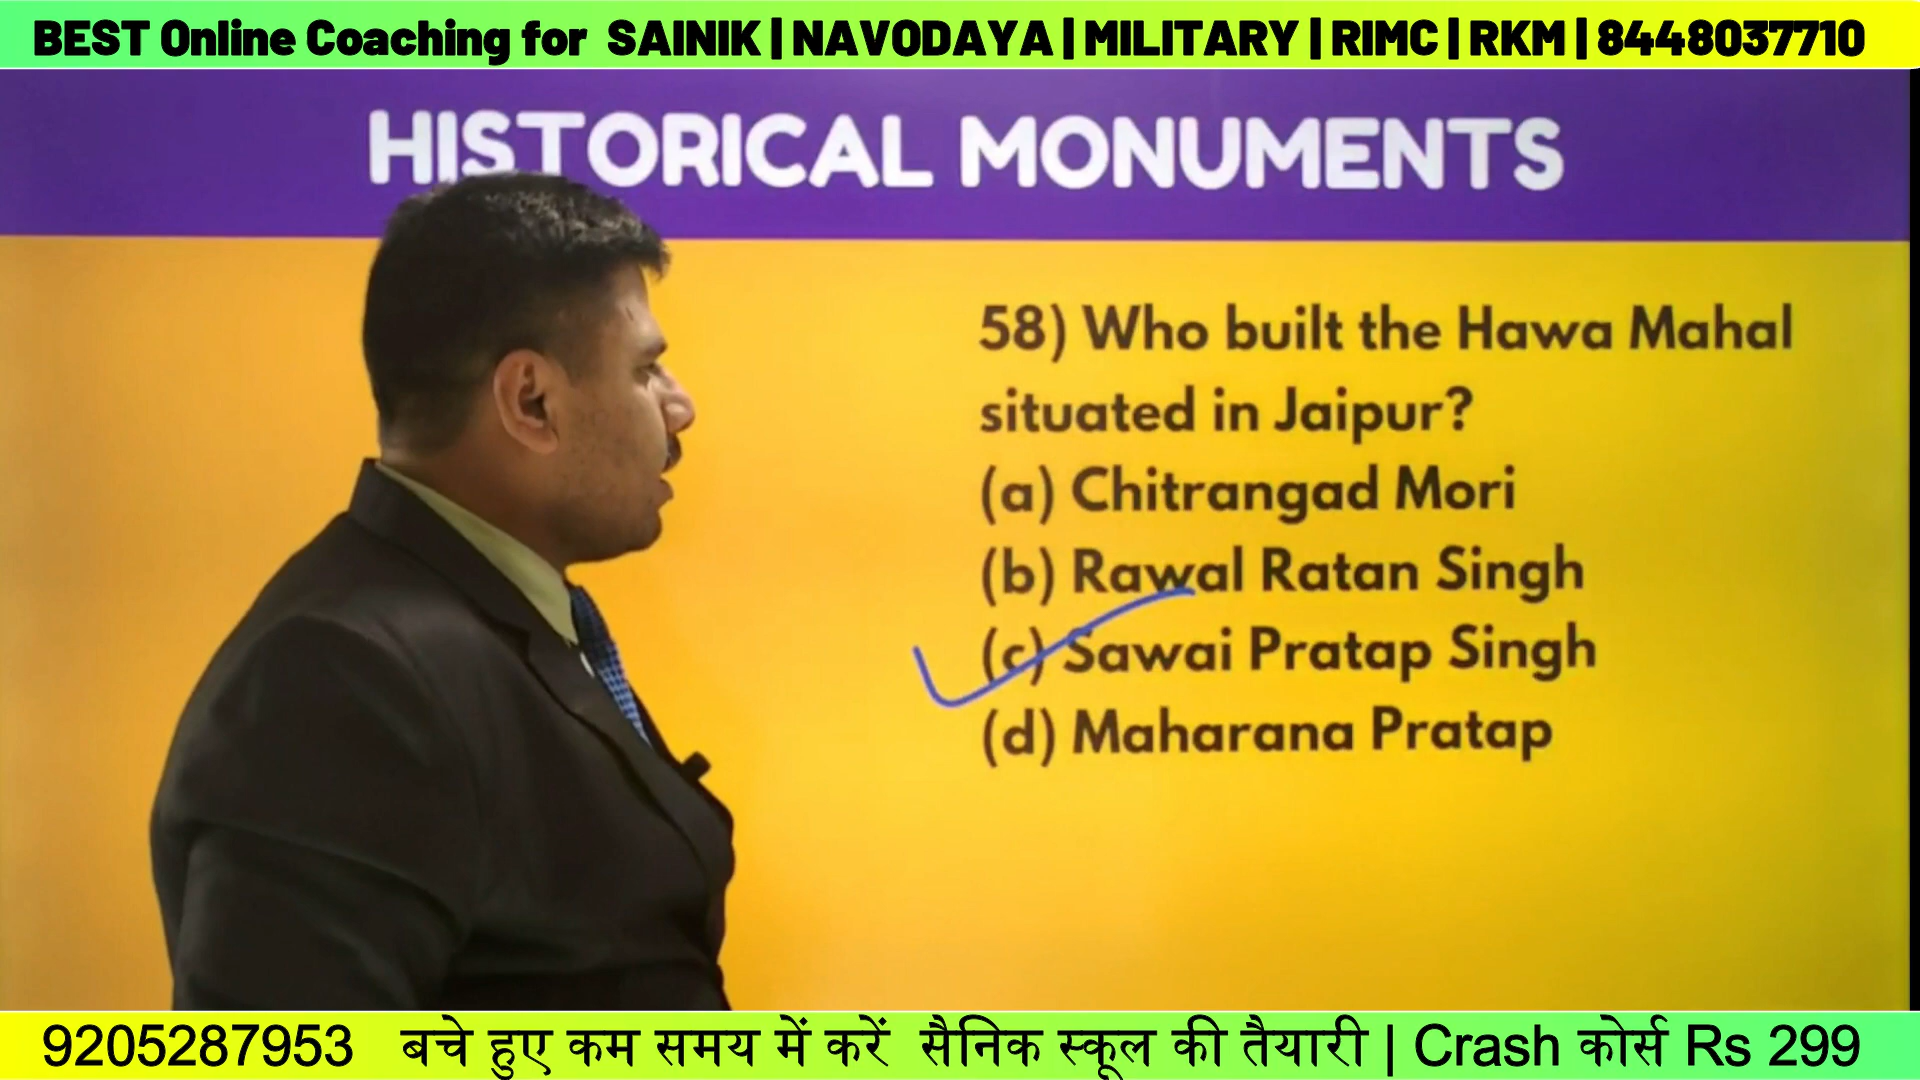 BEST Online Coaching for SAINIK | NAVODAYA | MILITARY | RIMC | RKM | 8448037710
HISTORICAL MONUMENTS
58) Who built the Hawa Mahal
situated in Jaipur?
(a) Chitrangad Mori
(b) Rawal Ratan Singh
(c) Sawai Pratap Singh
(d) Maharana Pratap
9205287953 बचे हुए कम समय में करें सैनिक स्कूल की तैयारी | Crash कोर्स Rs 299